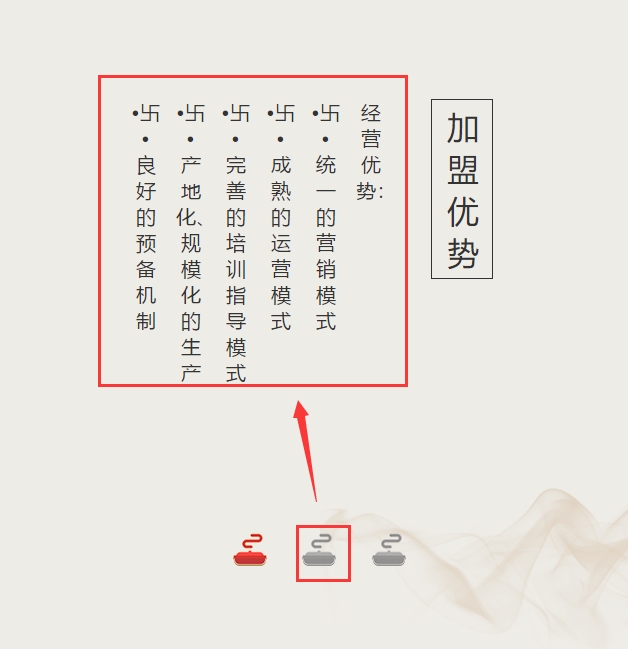 加盟优势
经营优势:
•卐•统一的营销模式
•卐•成熟的运营模式
•卐•完善的培训指导模式
•卐•产地化、规模化的生产
•卐•良好的预备机制